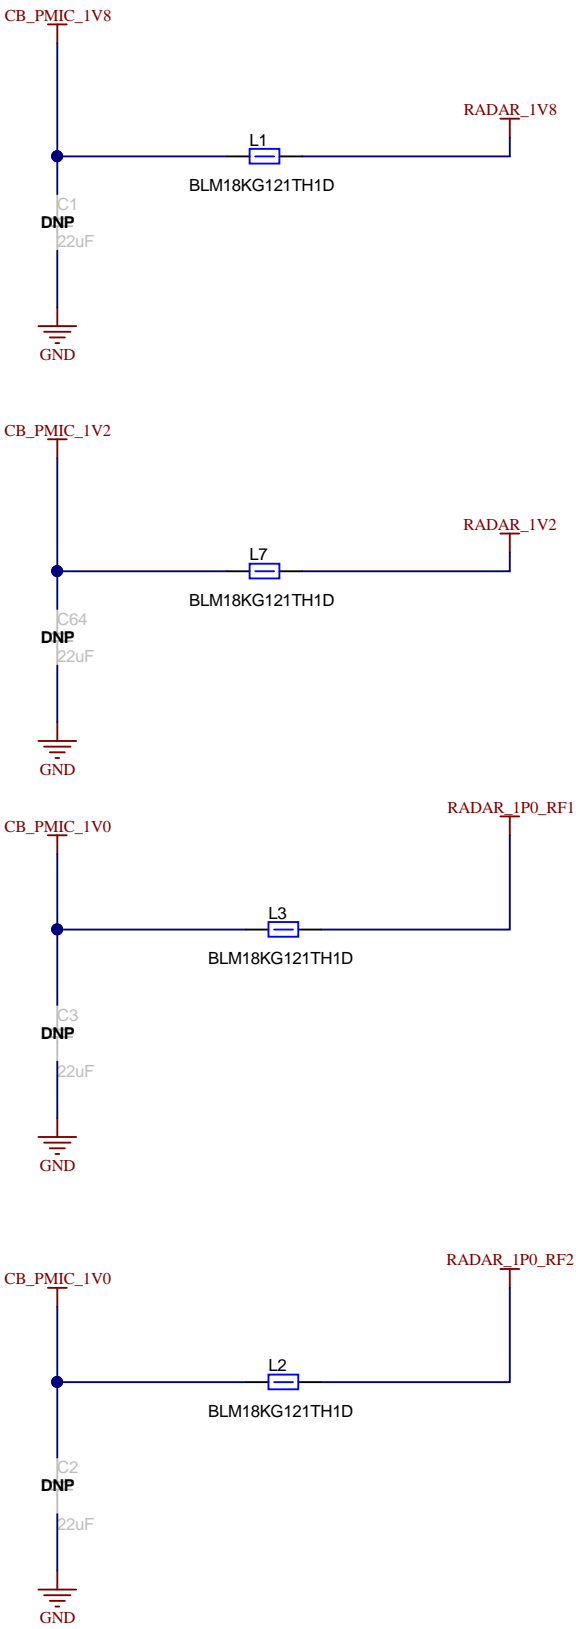 CB_PMIC_1V8
RADAR_1V8
L1
BLM18KG121TH1D
C1
DNP
22uF
GND
CB_PMIC_1V2
RADAR_1V2
L7
BLM18KG121TH1D
C64
DNP
22uF
GND
RADAR_1P0_RF1
CB_PMIC_1V0
L3
BLM18KG121TH1D
C3
DNP
22uF
GND
RADAR_1P0_RF2
CB_PMIC_1V0
L2
BLM18KG121TH1D
C2
DNP
22uF
GND